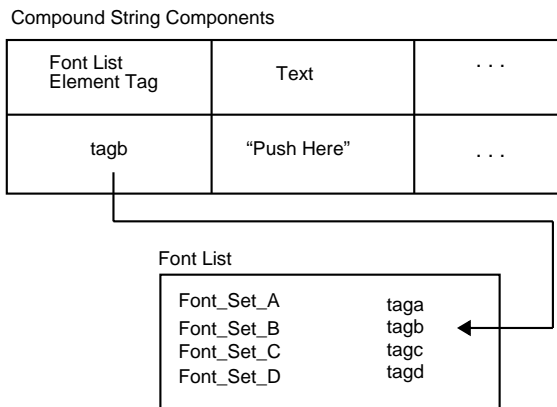 Compound String Components
Font List
Element Tag
Text
. . .
tagb
“Push Here”
. . .
Font List
Font_Set_A taga
Font_Set_B tagb
Font_Set_C tagc
Font_Set_D tagd